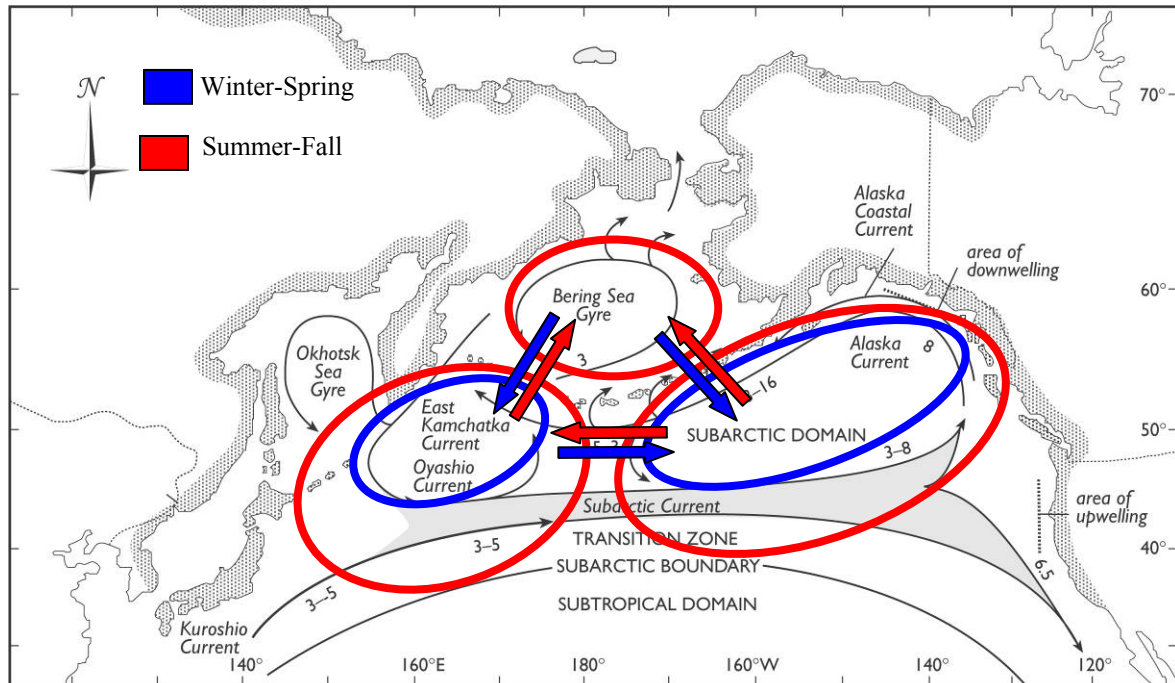 N
Winter-Spring
Summer-Fall
70°
60°
50°
40°
Alaska
Coastal
Current
area of
downwelling
Bering Sea
Gyre
3
Okhotsk
Sea
Gyre
Alaska
Current
8
East
Kamchatka
Current
Oyashio
Current
SUBARCTIC DOMAIN
3–8
Subarctic Current
area of
upwelling
3–5
TRANSITION ZONE
SUBARCTIC BOUNDARY
6.5
3–5
SUBTROPICAL DOMAIN
Kuroshio
Current
140°
160°E
180°
160°W
140°
120°